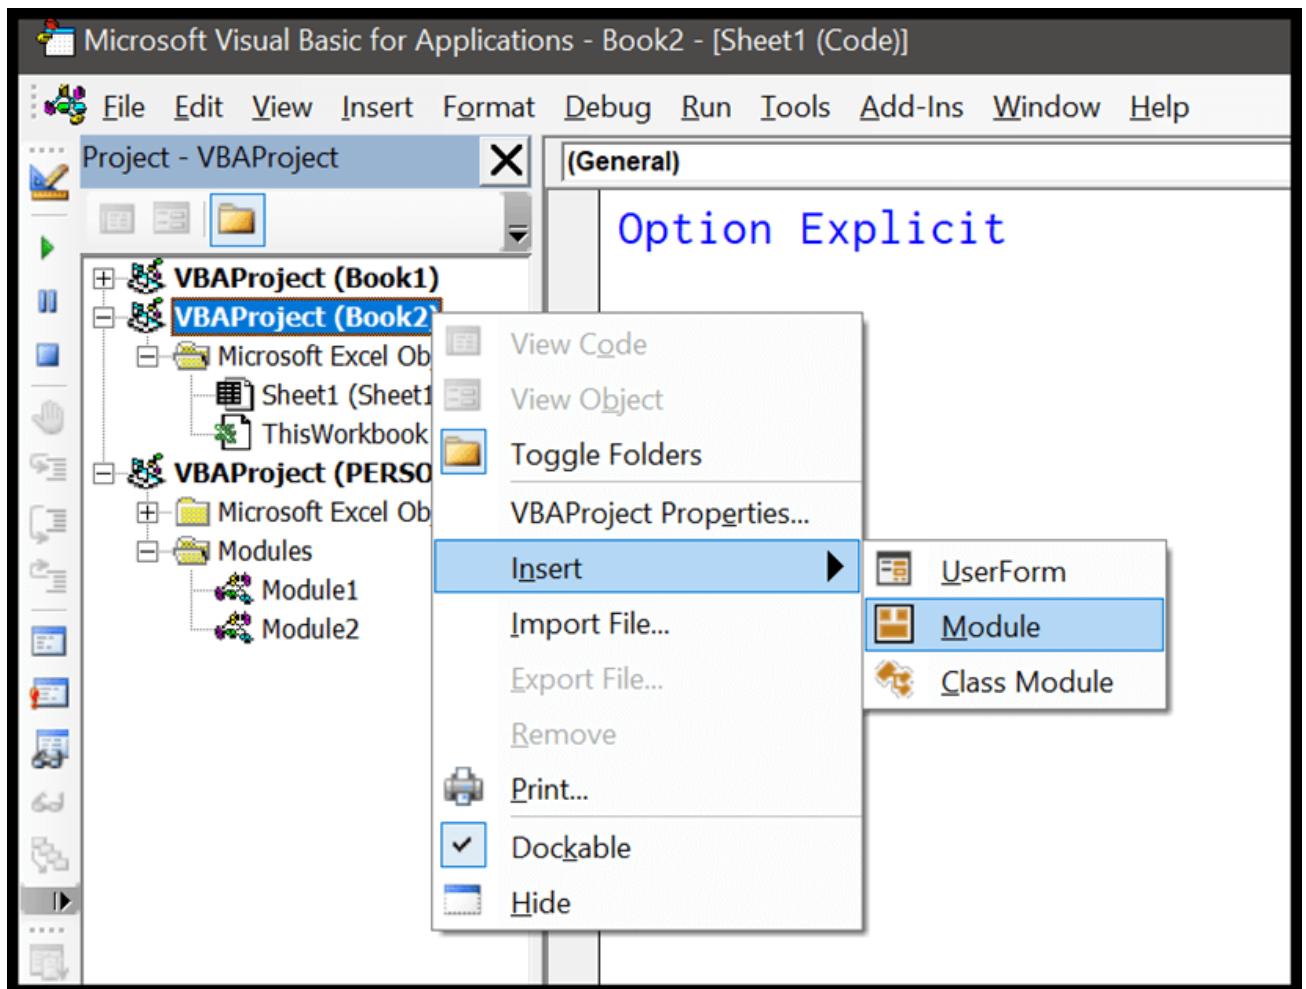 Microsoft Visual Basic for Applications - Book2 - [Sheet1 (Code)]
File Edit View Insert Format Debug Run Tools Add-Ins Window Help
Project - VBAProject
(General)
Option Explicit
VBAProject (Book1)
VBAProject (Book2)
Microsoft Excel Ob
Sheet1 (Sheet1
ThisWorkbook
VBAProject (PERSO
Microsoft Excel Ob
Modules
Module1
Module2
View Code
View Object
Toggle Folders
VBAProject Properties...
Insert
Import File...
Export File...
Remove
Print...
Dockable
Hide
UserForm
Module
Class Module